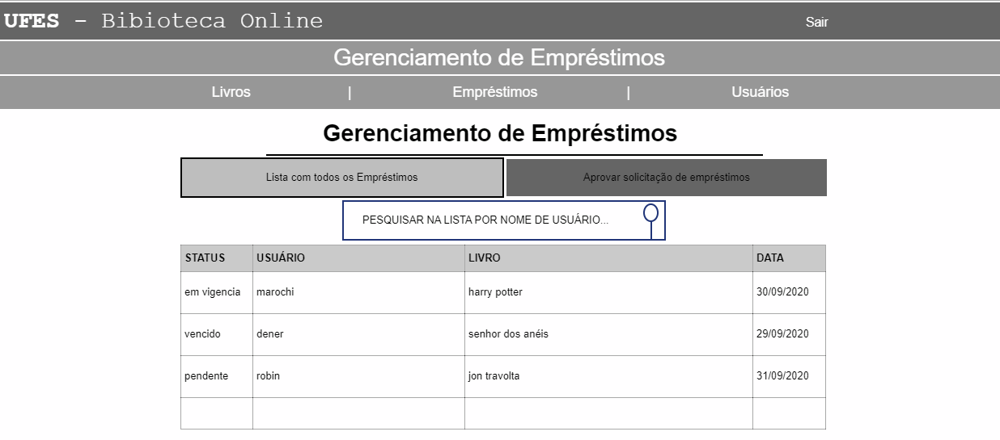 UFES - Bibioteca Online
Sair
Gerenciamento de Empréstimos
Livros | Empréstimos | Usuários
Gerenciamento de Empréstimos
Lista com todos os Empréstimos Aprovar solicitação de empréstimos
PESQUISAR NA LISTA POR NOME DE USUÁRIO...
STATUS USUÁRIO LIVRO DATA
em vigencia marochi harry potter 30/09/2020
vencido dener senhor dos anéis 29/09/2020
pendente robin jon travolta 31/09/2020